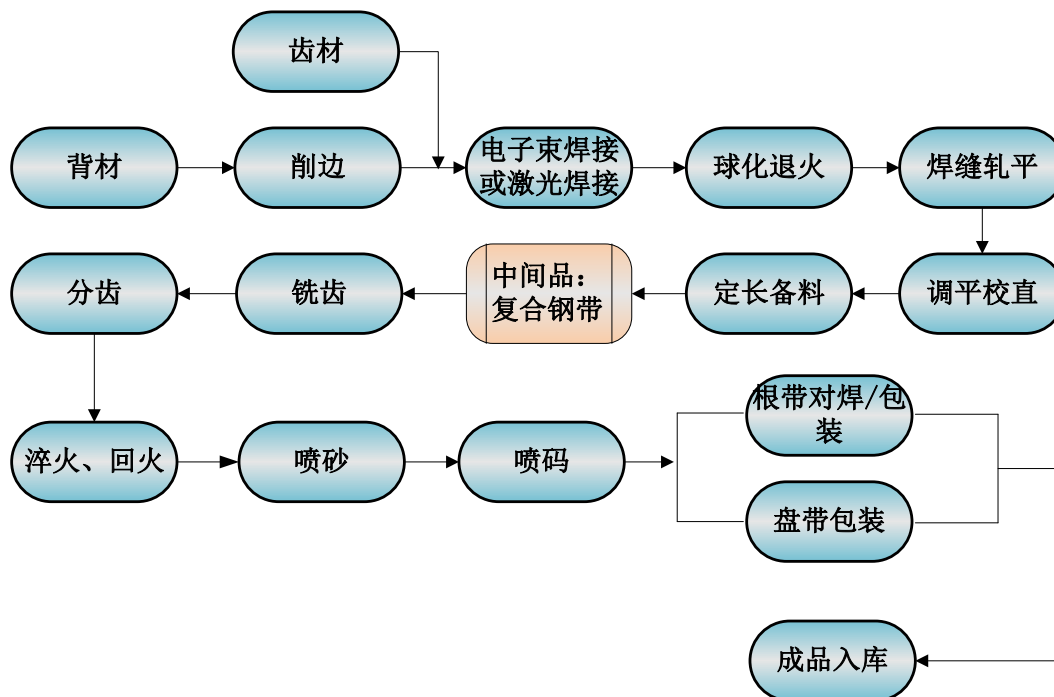 齿材
背材
削边
电子束焊接
或激光焊接
球化退火
焊缝轧平
分齿
铣齿
中间品：
复合钢带
定长备料
调平校直
淬火、回火
喷砂
喷码
根带对焊/包
装
盘带包装
成品入库